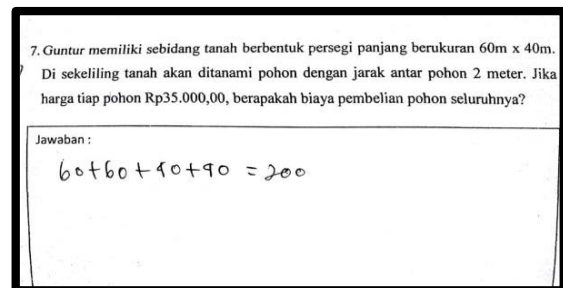 7. Guntur memiliki sebidang tanah berbentuk persegi panjang berukuran 60m x 40m.
Di sekeliling tanah akan ditanami pohon dengan jarak antar pohon 2 meter. Jika
harga tiap pohon Rp35.000,00, berapakah biaya pembelian pohon seluruhnya?
Jawaban :
60+60+40+40 = 200